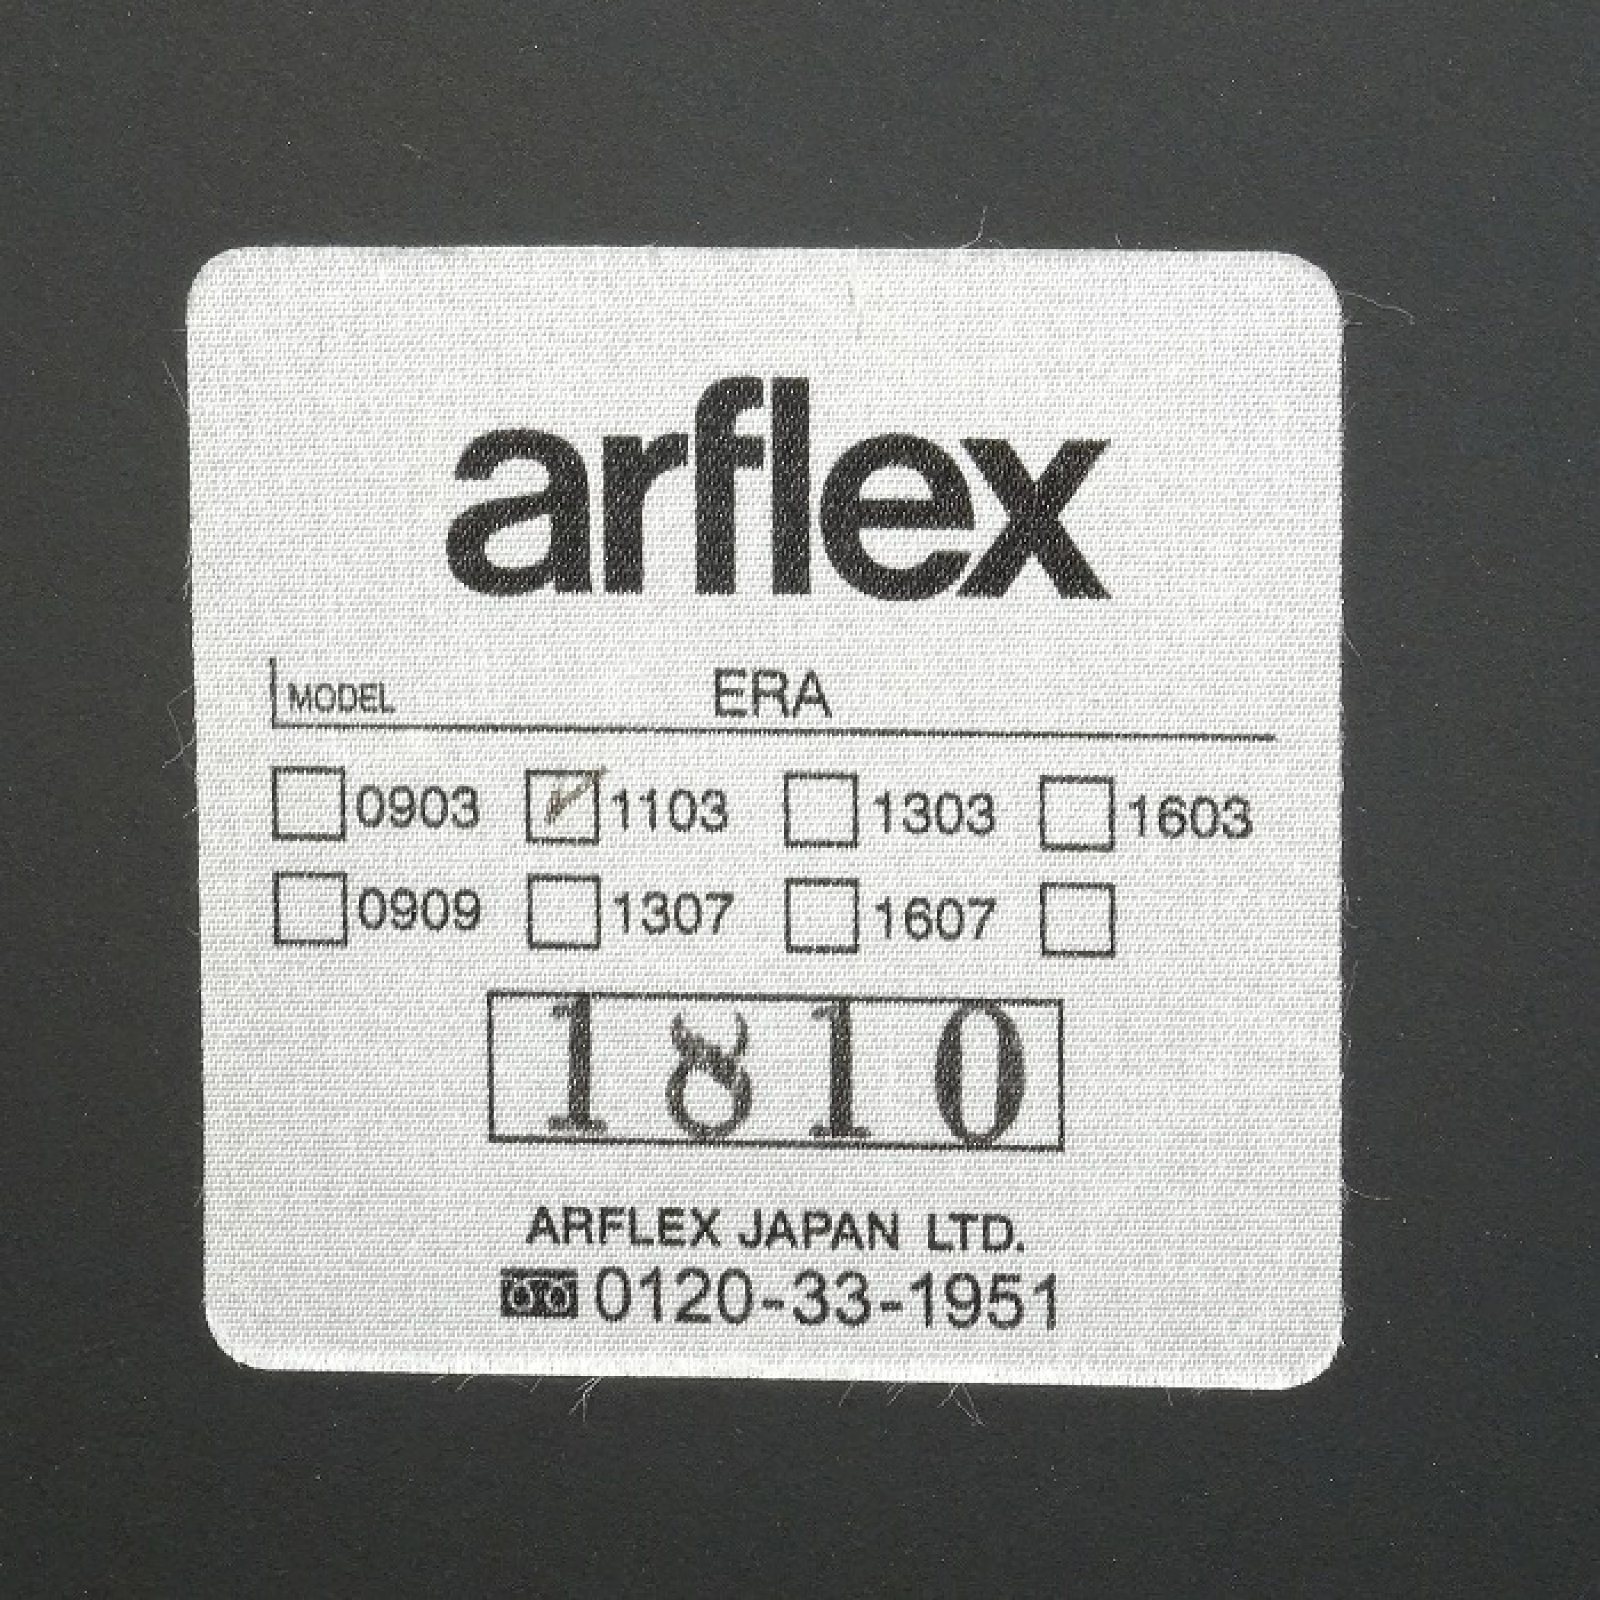 arflex
MODEL ERA
0903 1103 1303 1603
0909 1307 1607
1810
ARFLEX JAPAN LTD.
0120-33-1951